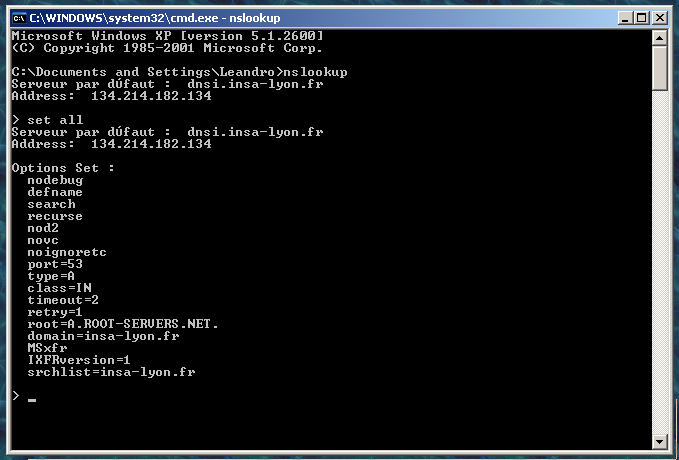 C:\WINDOWS\system32\cmd.exe - nslookup
Microsoft Windows XP [version 5.1.2600]
(C) Copyright 1985-2001 Microsoft Corp.
C:\Documents and Settings\Leandro>nslookup
Serveur par dúfaut :  dnsi.insa-lyon.fr
Address:  134.214.182.134
> set all
Serveur par dúfaut :  dnsi.insa-lyon.fr
Address:  134.214.182.134
Options Set :
nodebug
defname
search
recurse
nod2
novc
noignoretc
port=53
type=A
class=IN
timeout=2
retry=1
root=A.ROOT-SERVERS.NET.
domain=insa-lyon.fr
MSxfr
IXFRversion=1
srchlist=insa-lyon.fr
> _